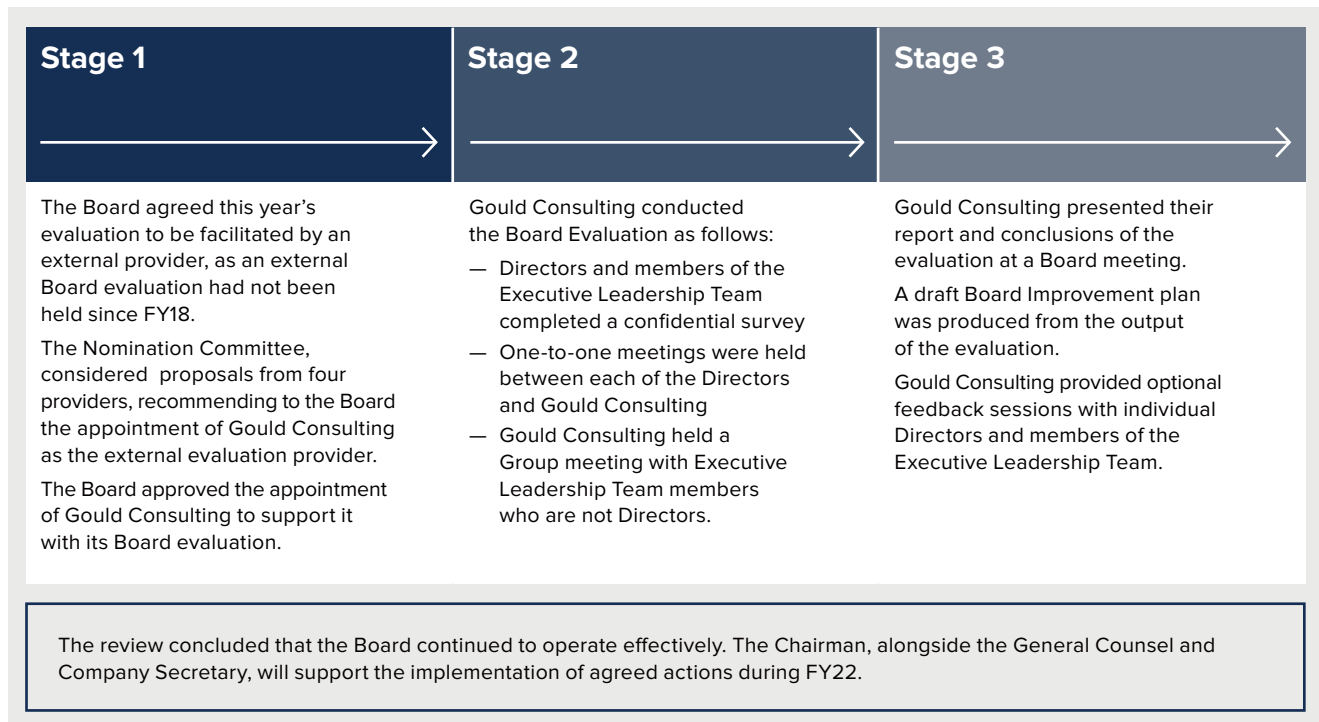 Stage 1
The Board agreed this year’s
evaluation to be facilitated by an
external provider, as an external
Board evaluation had not been
held since FY18.
The Nomination Committee,
considered  proposals from four
providers, recommending to the Board
the appointment of Gould Consulting
as the external evaluation provider.
The Board approved the appointment
of Gould Consulting to support it
with its Board evaluation.
Stage 2
Gould Consulting conducted
the Board Evaluation as follows:
— Directors and members of the
Executive Leadership Team
completed a confidential survey
— One-to-one meetings were held
between each of the Directors
and Gould Consulting
— Gould Consulting held a
Group meeting with Executive
Leadership Team members
who are not Directors.
Stage 3
Gould Consulting presented their
report and conclusions of the
evaluation at a Board meeting.
A draft Board Improvement plan
was produced from the output
of the evaluation.
Gould Consulting provided optional
feedback sessions with individual
Directors and members of the
Executive Leadership Team.
The review concluded that the Board continued to operate effectively. The Chairman, alongside the General Counsel and
Company Secretary, will support the implementation of agreed actions during FY22.